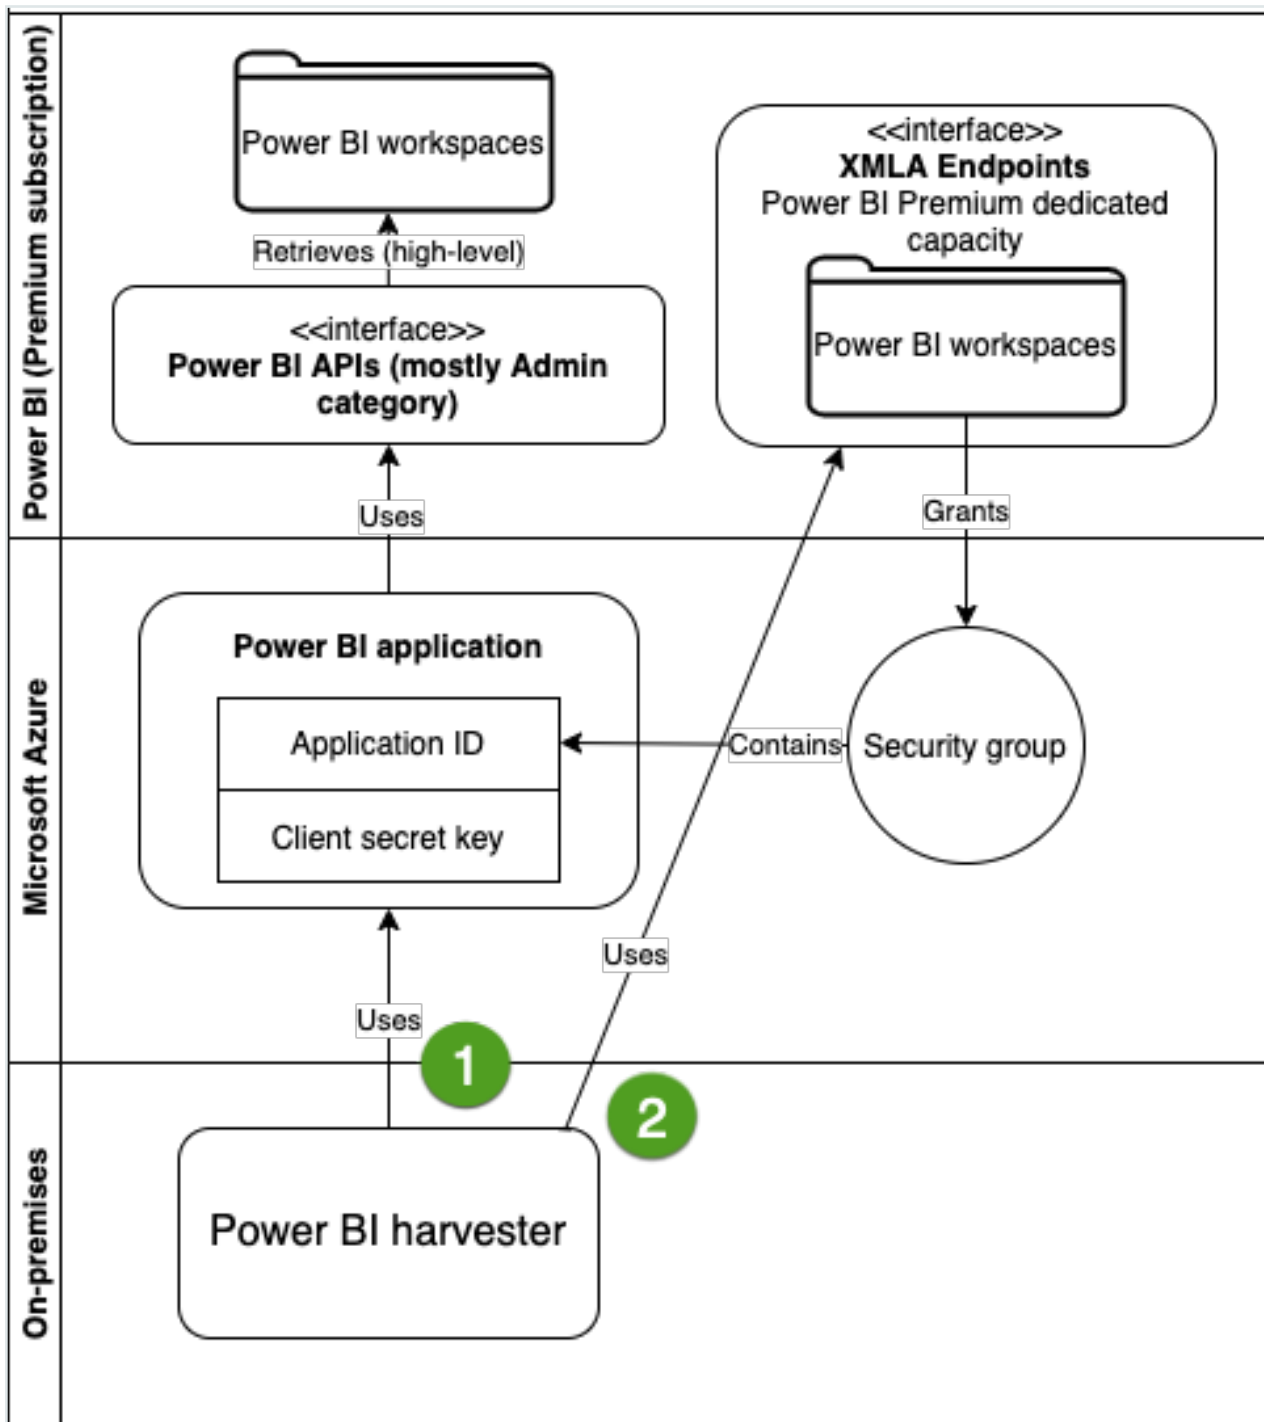 Power BI (Premium subscription)
Power BI workspaces
Retrieves (high-level)
<<interface>>
Power BI APIs (mostly Admin
category)
Uses
<<interface>>
XMLA Endpoints
Power BI Premium dedicated
capacity
Power BI workspaces
Grants
Microsoft Azure
Power BI application
Application ID
Client secret key
Contains
Security group
Uses
Uses
1
2
On-premises
Power BI harvester